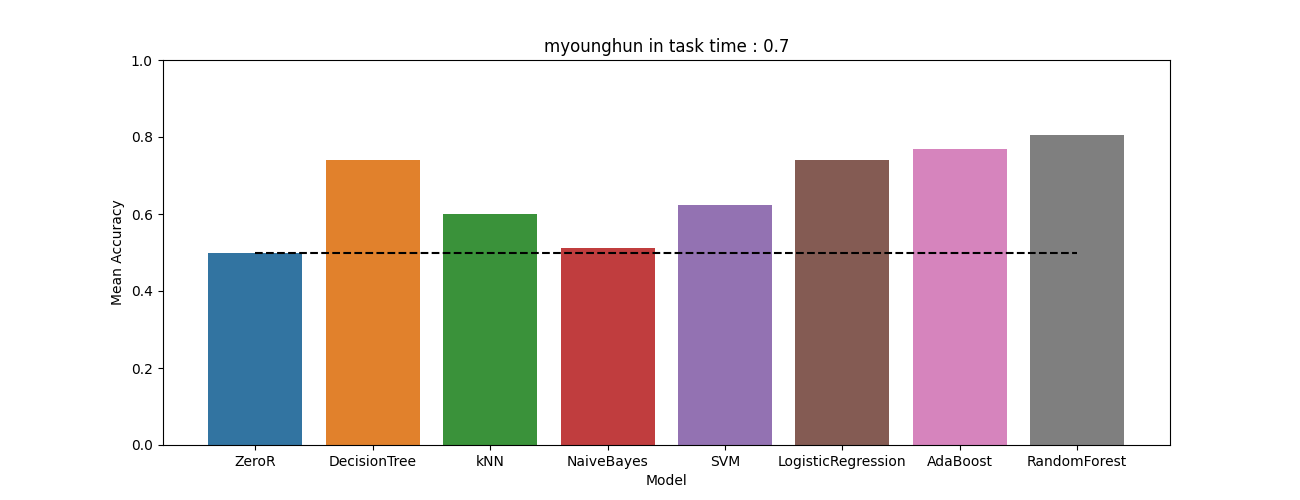 myounghun in task time : 0.7
1.0
0.8
0.6
0.4
0.2
0.0
Mean Accuracy
ZeroR DecisionTree kNN NaiveBayes SVM LogisticRegression AdaBoost RandomForest
Model